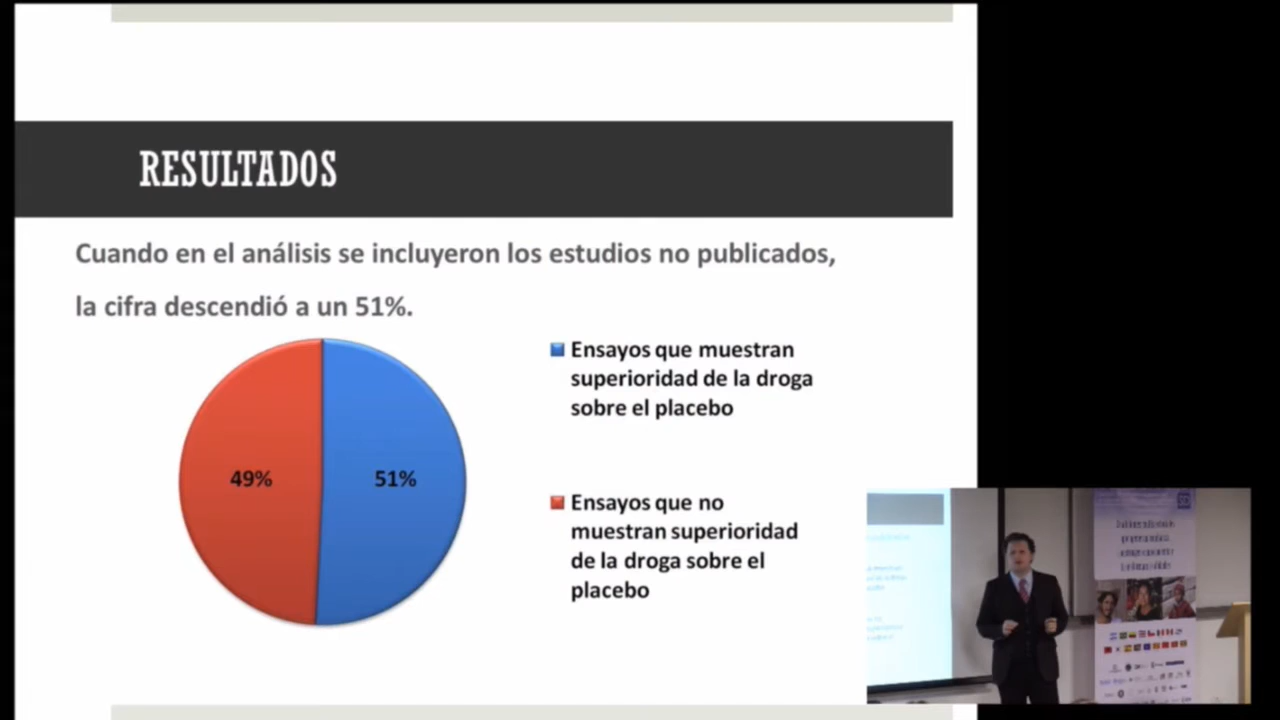 RESULTADOS
Cuando en el análisis se incluyeron los estudios no publicados,
la cifra descendió a un 51%.
49%
51%
Ensayos que muestran
superioridad de la droga
sobre el placebo
Ensayos que no
muestran superioridad
de la droga sobre el
placebo